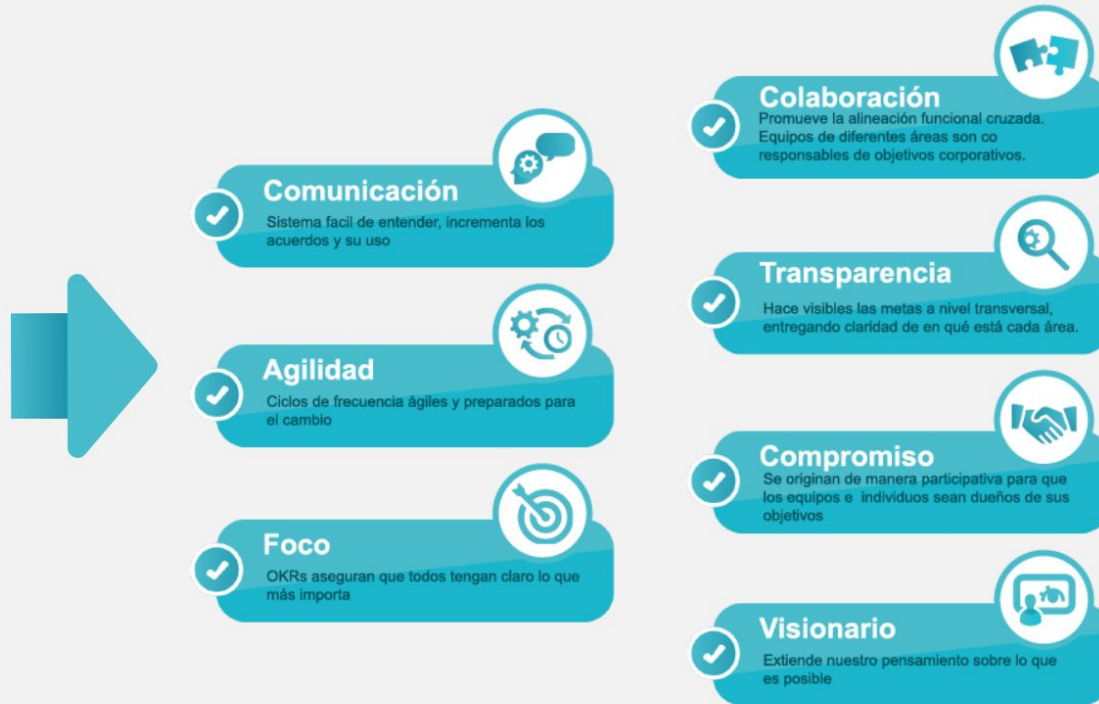 Comunicación
Sistema facil de entender, incrementa los
acuerdos y su uso
Agilidad
Ciclos de frecuencia ágiles y preparados para
el cambio
Foco
OKRs aseguran que todos tengan claro lo que
más importa
Colaboración
Promueve la alineación funcional cruzada.
Equipos de diferentes áreas son co
responsables de objetivos corporativos.
Transparencia
Hace visibles las metas a nivel transversal,
entregando claridad de en qué está cada área.
Compromiso
Se originan de manera participativa para que
los equipos e individuos sean dueños de sus
objetivos
Visionario
Extiende nuestro pensamiento sobre lo que
es posible